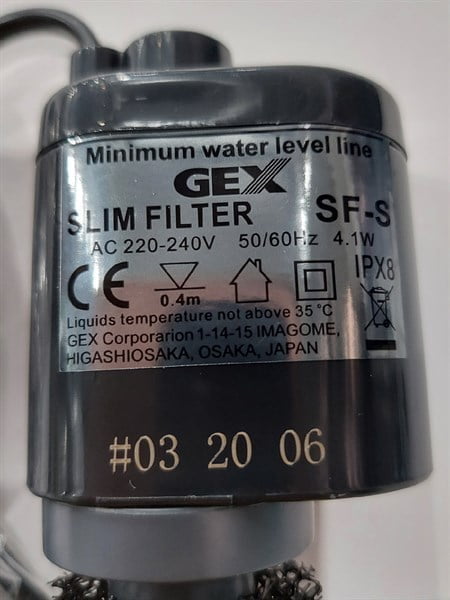 Minimum water level line
GEX
SLIM FILTER SF-S
AC 220-240V 50/60Hz 4.1W
CE 0.4m IPX8
Liquids temperature not above 35°C
GEX Corporarion 1-14-15 IMAGOME,
HIGASHIOSAKA, OSAKA, JAPAN
#03 20 06